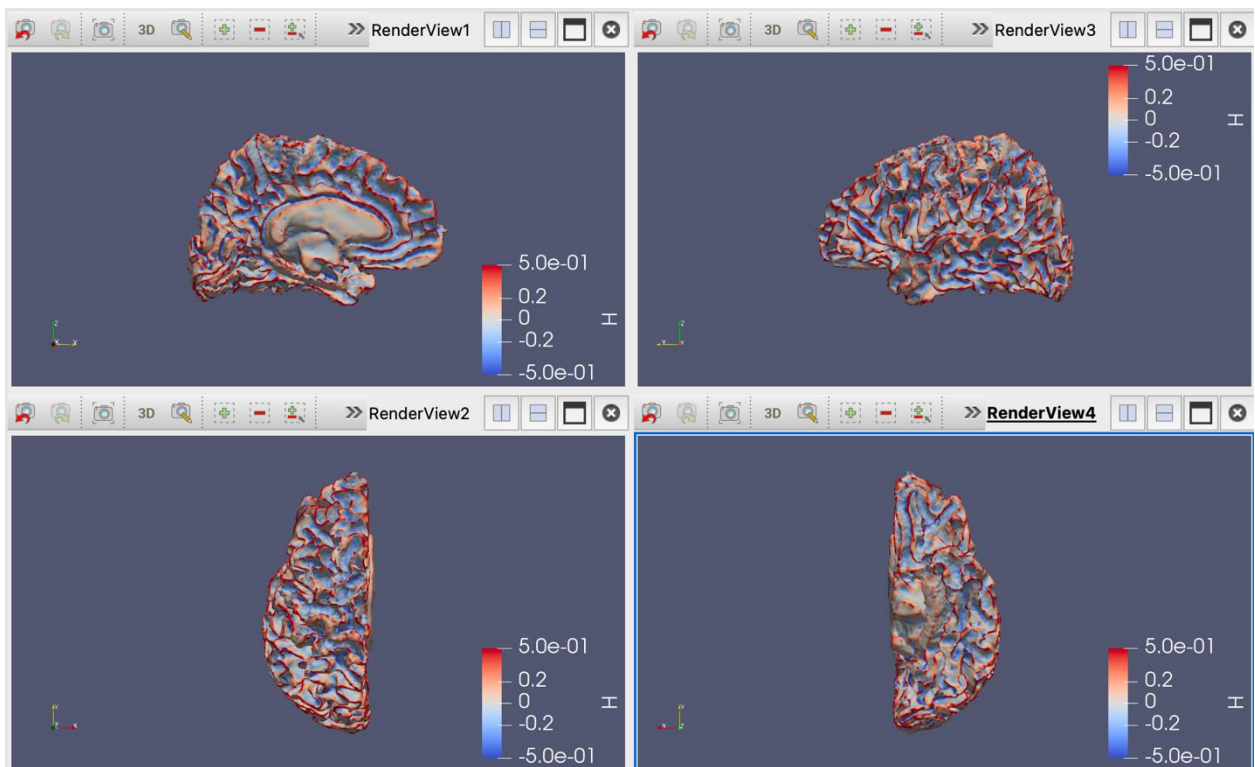 3D » RenderView1
5.0e-01
0.2
0
-0.2
-5.0e-01
H
Z
Y
3D » RenderView3
5.0e-01
0.2
0
-0.2
-5.0e-01
H
Z
Y
3D » RenderView2
5.0e-01
0.2
0
-0.2
-5.0e-01
H
Y
Z
X
3D » RenderView4
5.0e-01
0.2
0
-0.2
-5.0e-01
H
Y
X
Z